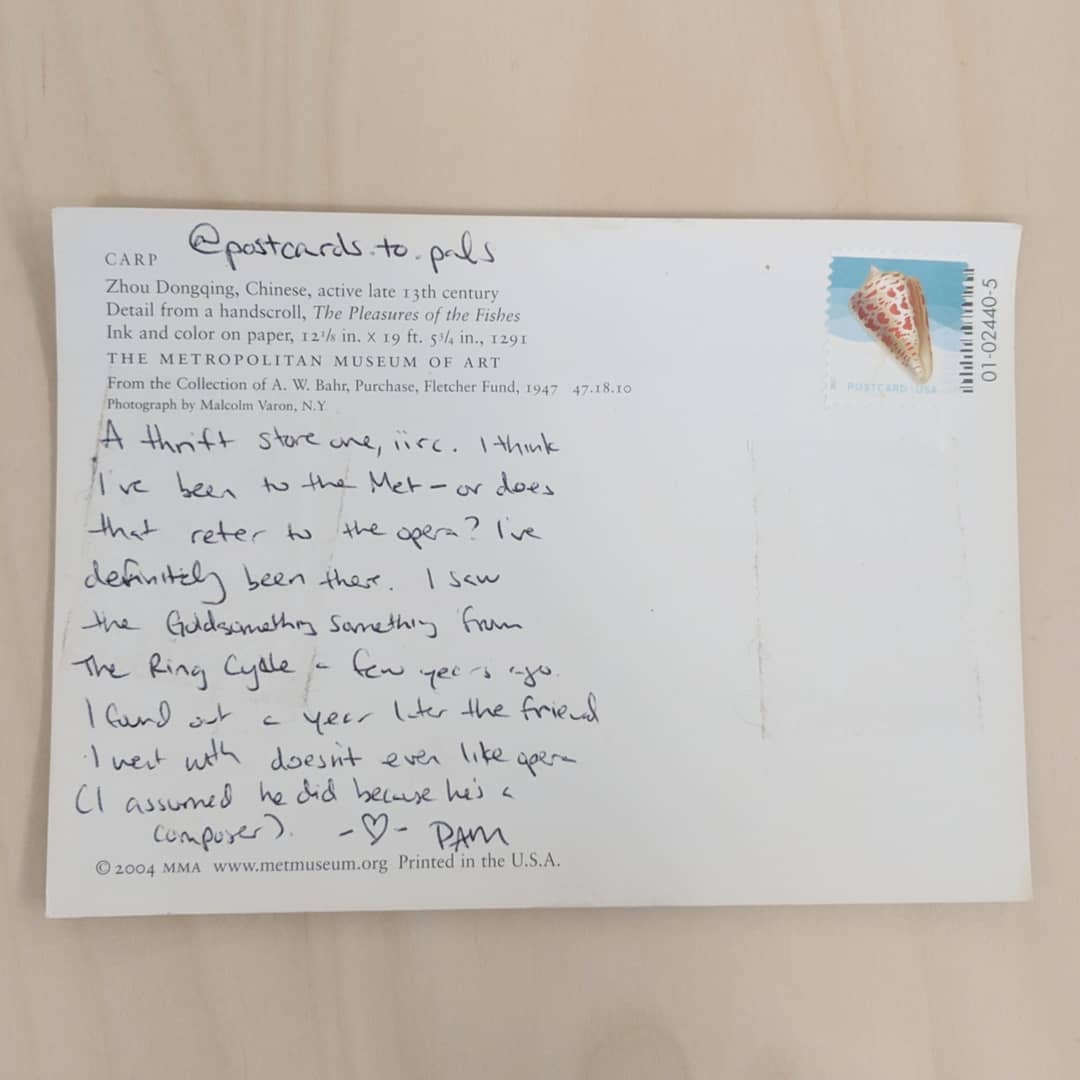 @postcards.to.pals
CARP
Zhou Dongqing, Chinese, active late 13th century
Detail from a handscroll, The Pleasures of the Fishes
Ink and color on paper, 12⅛ in. x 19 ft. 5¾ in., 1291
THE METROPOLITAN MUSEUM OF ART
From the Collection of A. W. Bahr, Purchase, Fletcher Fund, 1947 47.18.10
Photograph by Malcolm Varon, N.Y
A thrift store one, iirc. I think
I've been to the Met - or does
that refer to the opera? I've
definitely been there. I saw
the Goldsomething Something from
The Ring Cycle a few years ago.
I found out a year later the friend
I went with doesn't even like opera
(I assumed he did because he's a
composer). -♡- PAM
© 2004 MMA www.metmuseum.org Printed in the U.S.A.
POSTCARD USA
01-02440-5